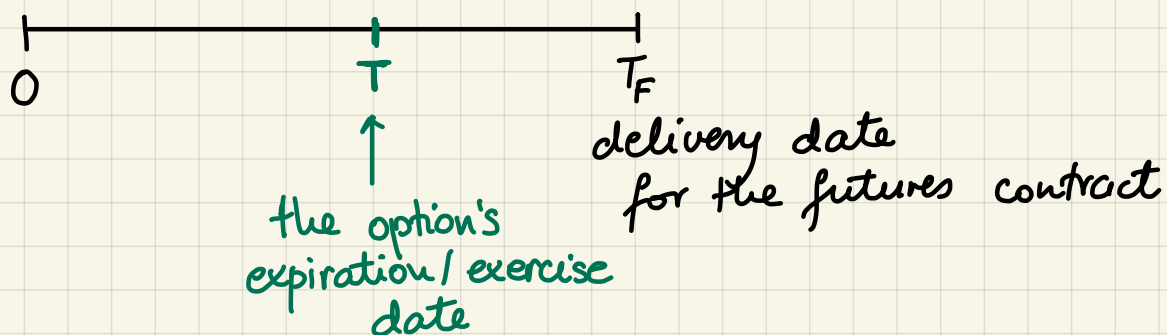 0
T
T_F
delivery date
for the futures contract
the option's
expiration/exercise
date